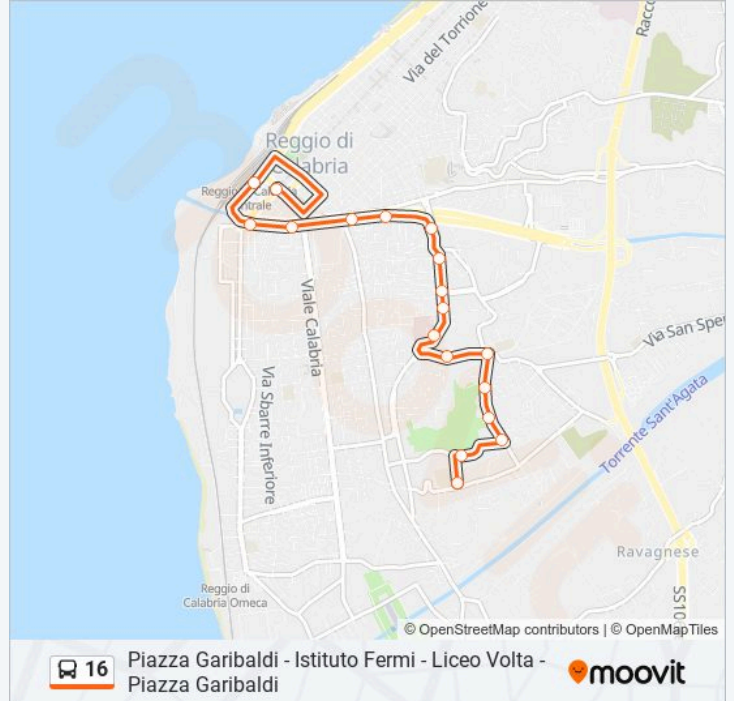 Via del Torrione
Racco
Reggio di
Calabria
Reggio di Calabria
Centrale
Viale Calabria
Via San Spe
Via Sbarre Inferiore
Torrente Sant'Agata
Ravagnese
Reggio di
Calabria Omeca
SS106
© OpenStreetMap contributors | © OpenMapTiles
16
Piazza Garibaldi - Istituto Fermi - Liceo Volta -
Piazza Garibaldi
moovit